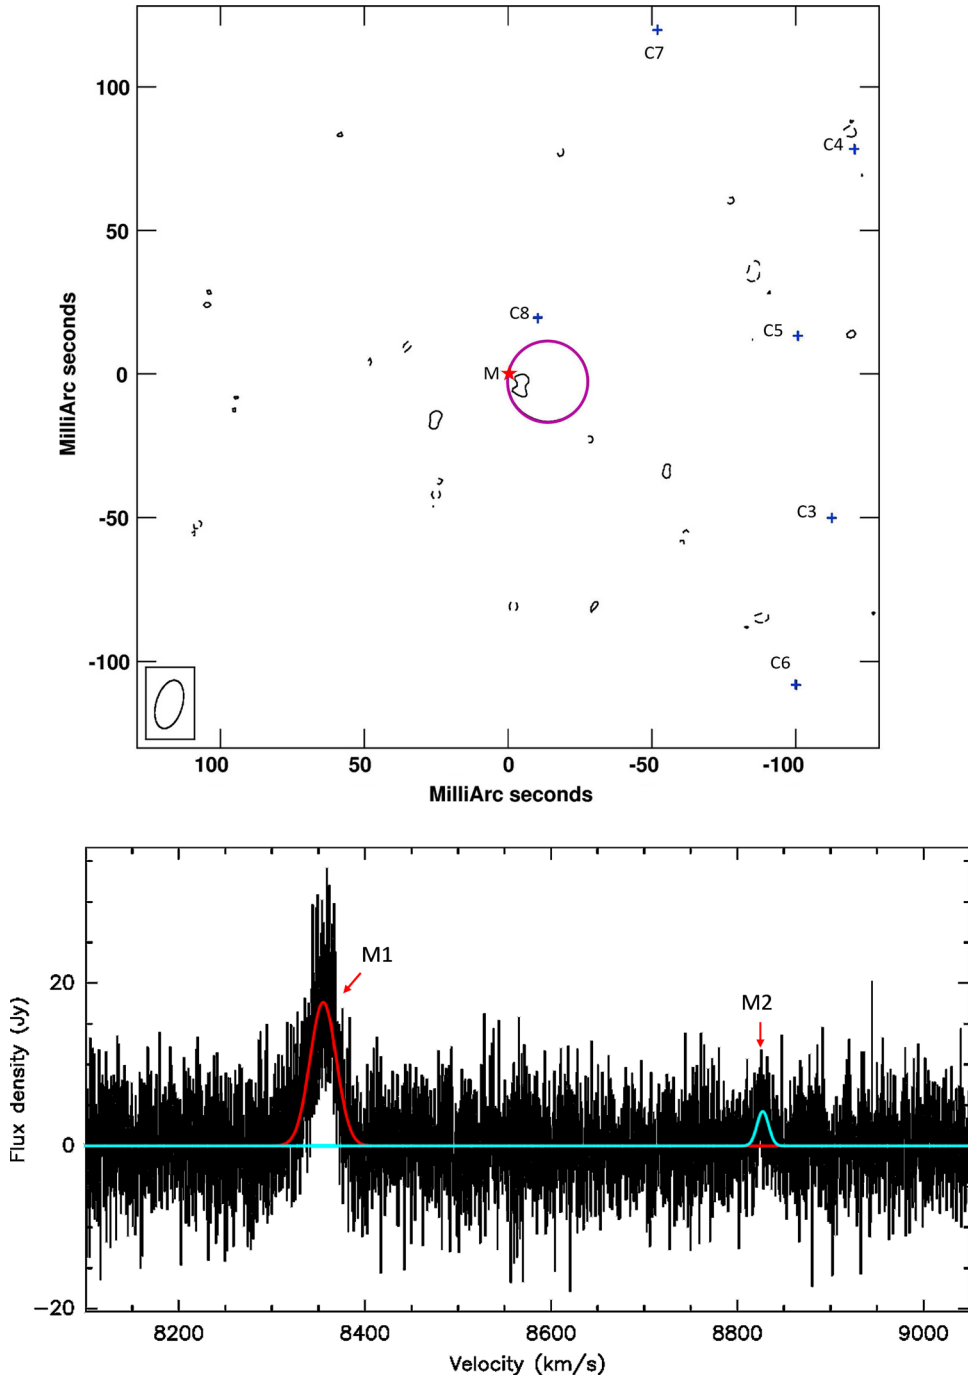 C7
100
C4
50
C8
C5
M
0
MilliArc seconds
C3
-50
C6
-100
100 50 0 -50 -100
MilliArc seconds
M1
20
M2
Flux density (Jy)
0
−20
8200 8400 8600 8800 9000
Velocity (km/s)